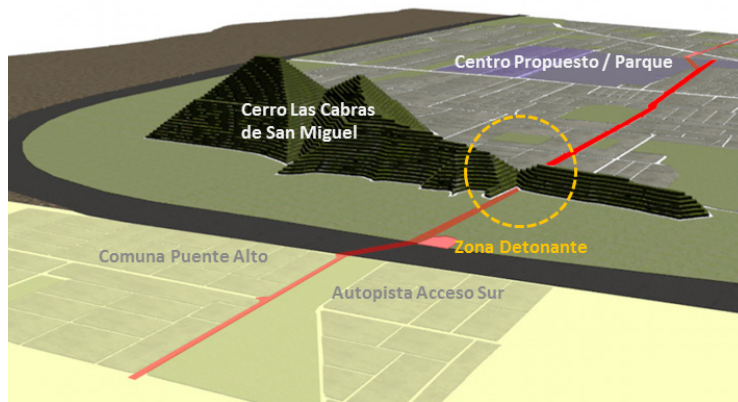 Centro Propuesto / Parque
Cerro Las Cabras
de San Miguel
Zona Detonante
Comuna Puente Alto
Autopista Acceso Sur